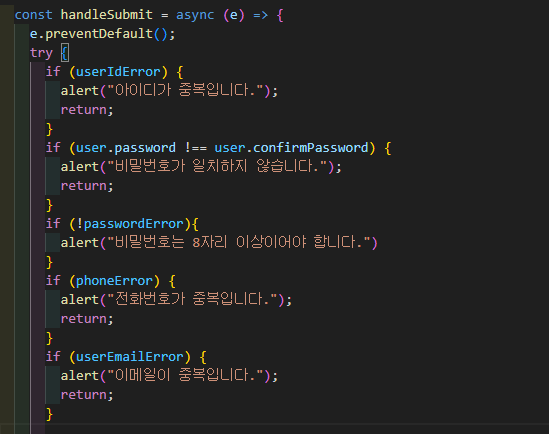 const handleSubmit = async (e) => {
e.preventDefault();
try {
if (userIdError) {
alert("아이디가 중복입니다.");
return;
}
if (user.password !== user.confirmPassword) {
alert("비밀번호가 일치하지 않습니다.");
return;
}
if (!passwordError){
alert("비밀번호는 8자리 이상이어야 합니다.")
}
if (phoneError) {
alert("전화번호가 중복입니다.");
return;
}
if (userEmailError) {
alert("이메일이 중복입니다.");
return;
}